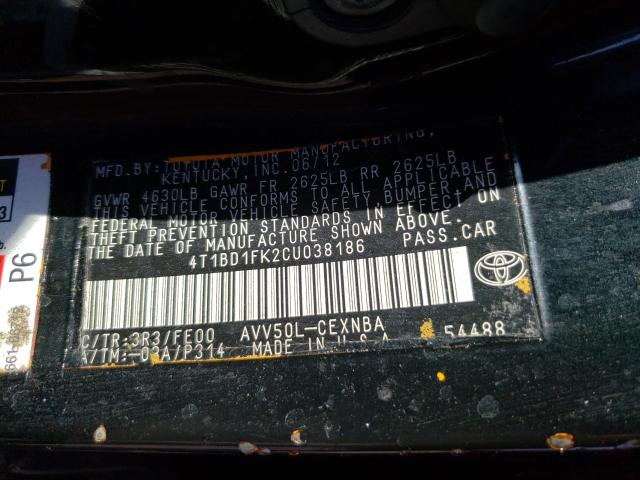 MFD. BY: TOYOTA MOTOR MANUFACTURING,
KENTUCKY, INC. 06/12
GVWR 4630LB GAWR FR 2625LB RR 2625LB
THIS VEHICLE CONFORMS TO ALL APPLICABLE
FEDERAL MOTOR VEHICLE SAFETY, BUMPER, AND
THEFT PREVENTION STANDARDS IN EFFECT ON
THE DATE OF MANUFACTURE SHOWN ABOVE.
4T1BD1FK2CU038186 PASS.CAR
C/TR:3R3/FE00 AVV50L-CEXNBA
A/TM:-03A/P314 MADE IN U.S.A. 54488
P6